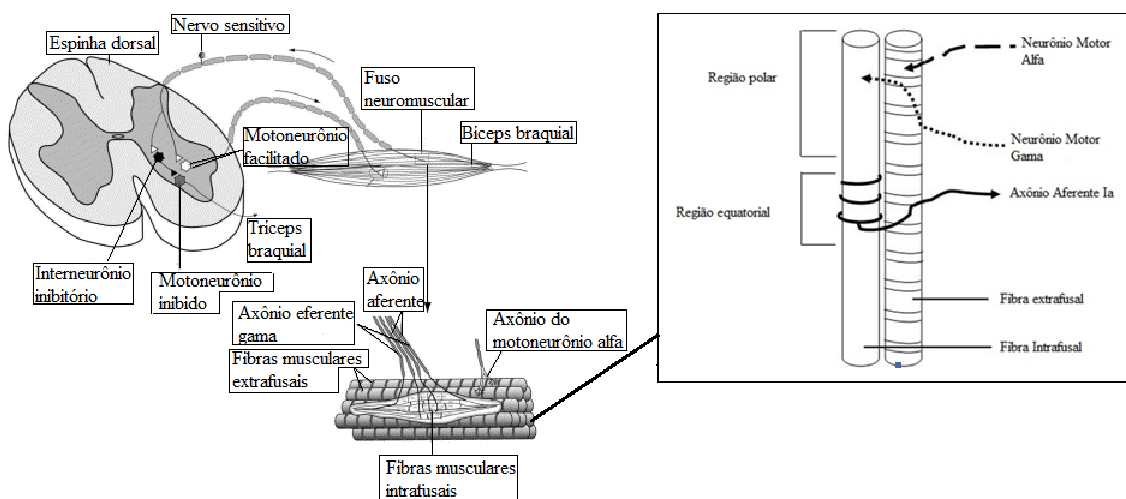 Nervo sensitivo
Espinha dorsal
Fuso
neuromuscular
Bíceps braquial
Motoneurônio
facilitado
Tríceps
braquial
Interneurônio
inibitório
Motoneurônio
inibido
Axônio
aferente
Axônio eferente
gama
Axônio do
motoneurônio alfa
Fibras musculares
extrafusais
Fibras musculares
intrafusais
Região polar
Neurônio Motor
Alfa
Neurônio Motor
Gama
Região equatorial
Axônio Aferente Ia
Fibra extrafusal
Fibra Intrafusal